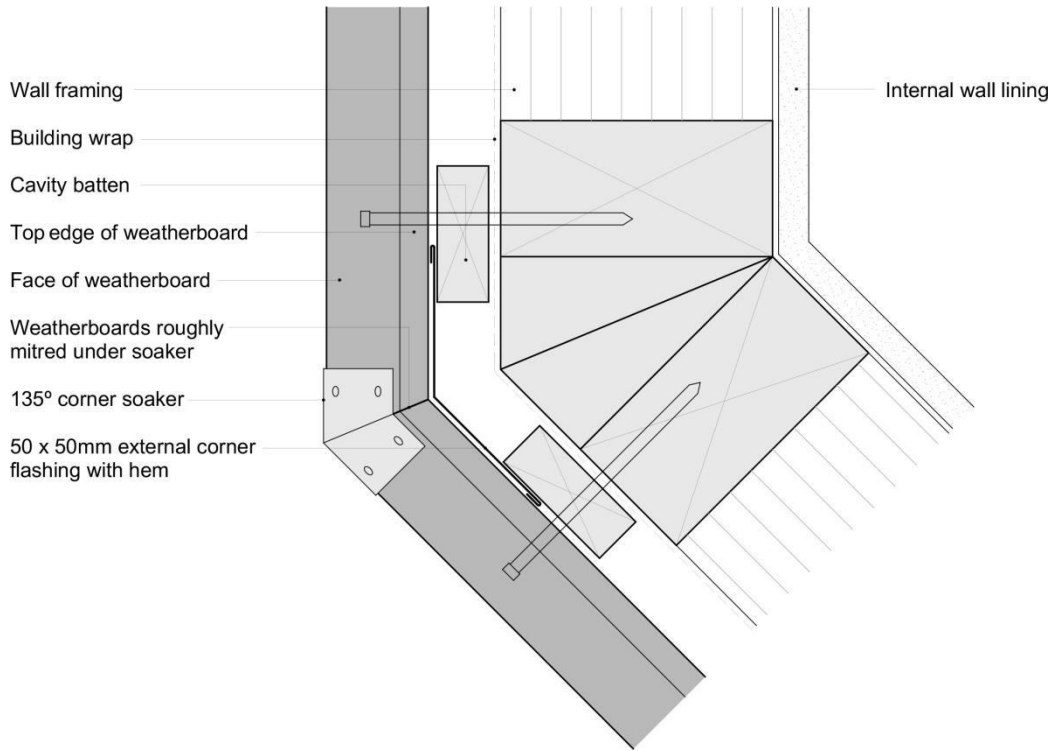 Wall framing
Building wrap
Cavity batten
Top edge of weatherboard
Face of weatherboard
Weatherboards roughly
mitred under soaker
135º corner soaker
50 x 50mm external corner
flashing with hem
Internal wall lining